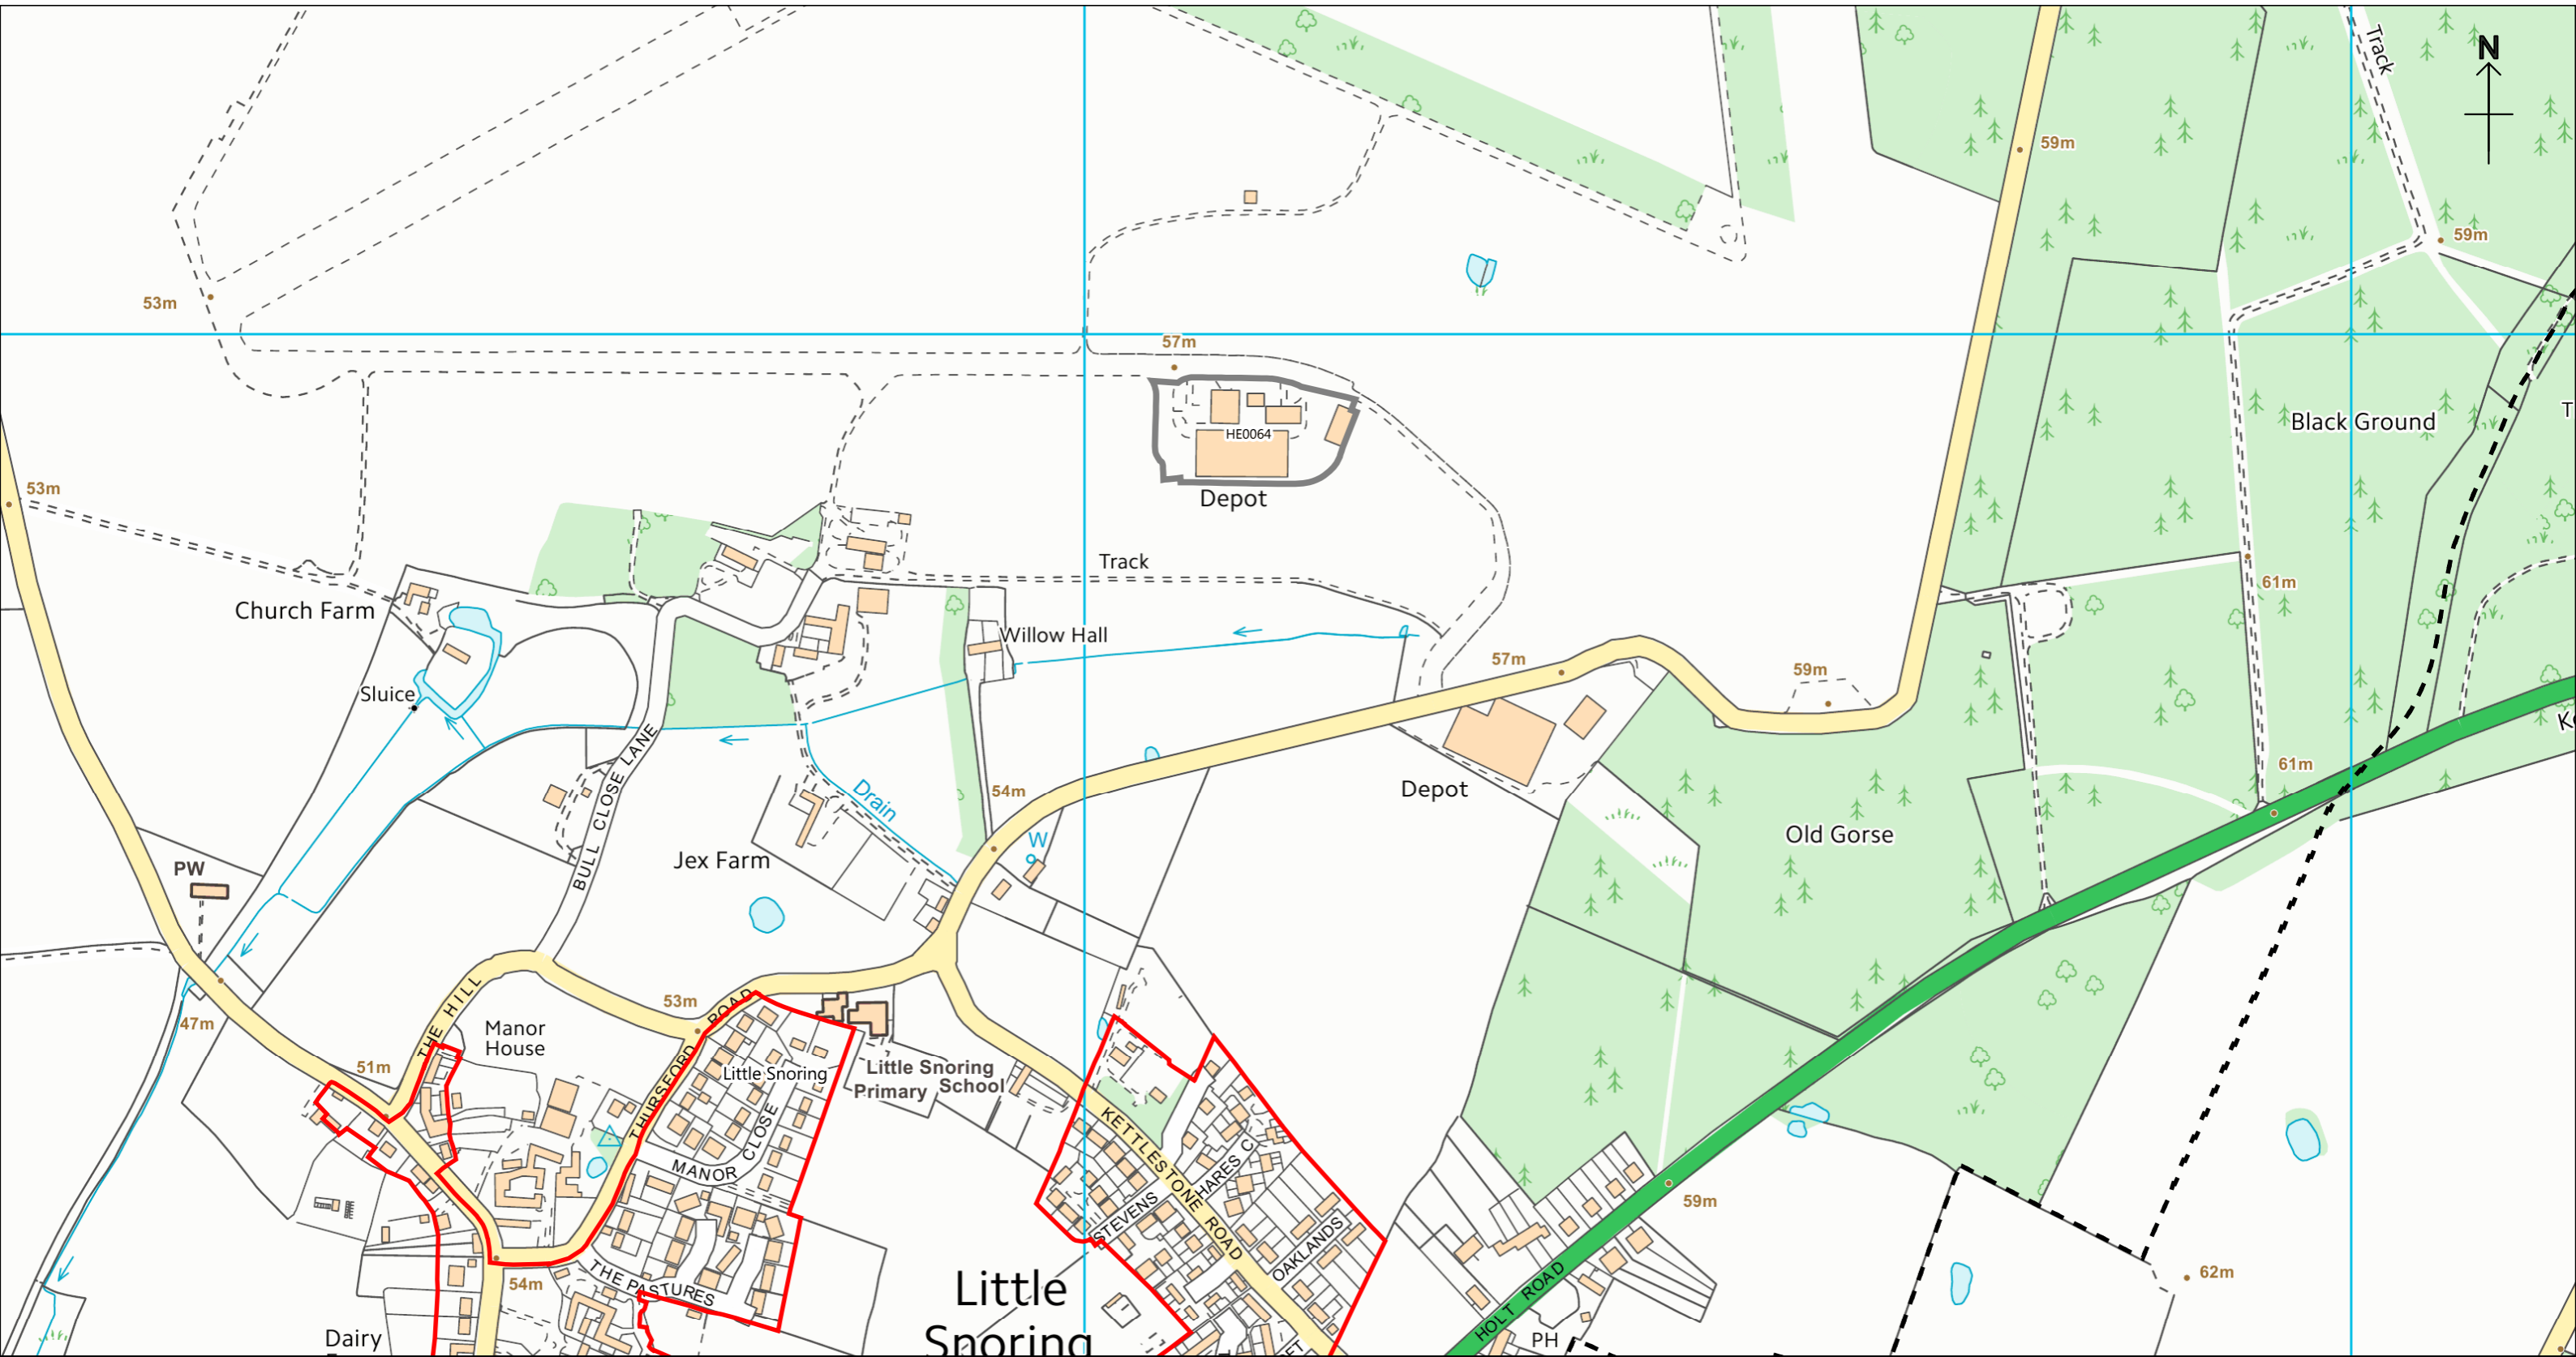 Track
N
59m
59m
53m
57m
Black Ground
T
HE0064
53m
Depot
Track
61m
Church Farm
Willow Hall
57m
59m
Sluice
BULL CLOSE LANE
61m
54m
Depot
Drain
W
Old Gorse
Jex Farm
PW
THE HILL
53m
ROAD
47m
Manor
House
51m
Little Snoring
Little Snoring
Primary School
THURSFORD
MANOR CLOSE
KETTLESTONE ROAD
HARES C
STEVENS
OAKLANDS
59m
54m
THE PASTURES
62m
Little
Snoring
HOLT ROAD
Dairy
PH